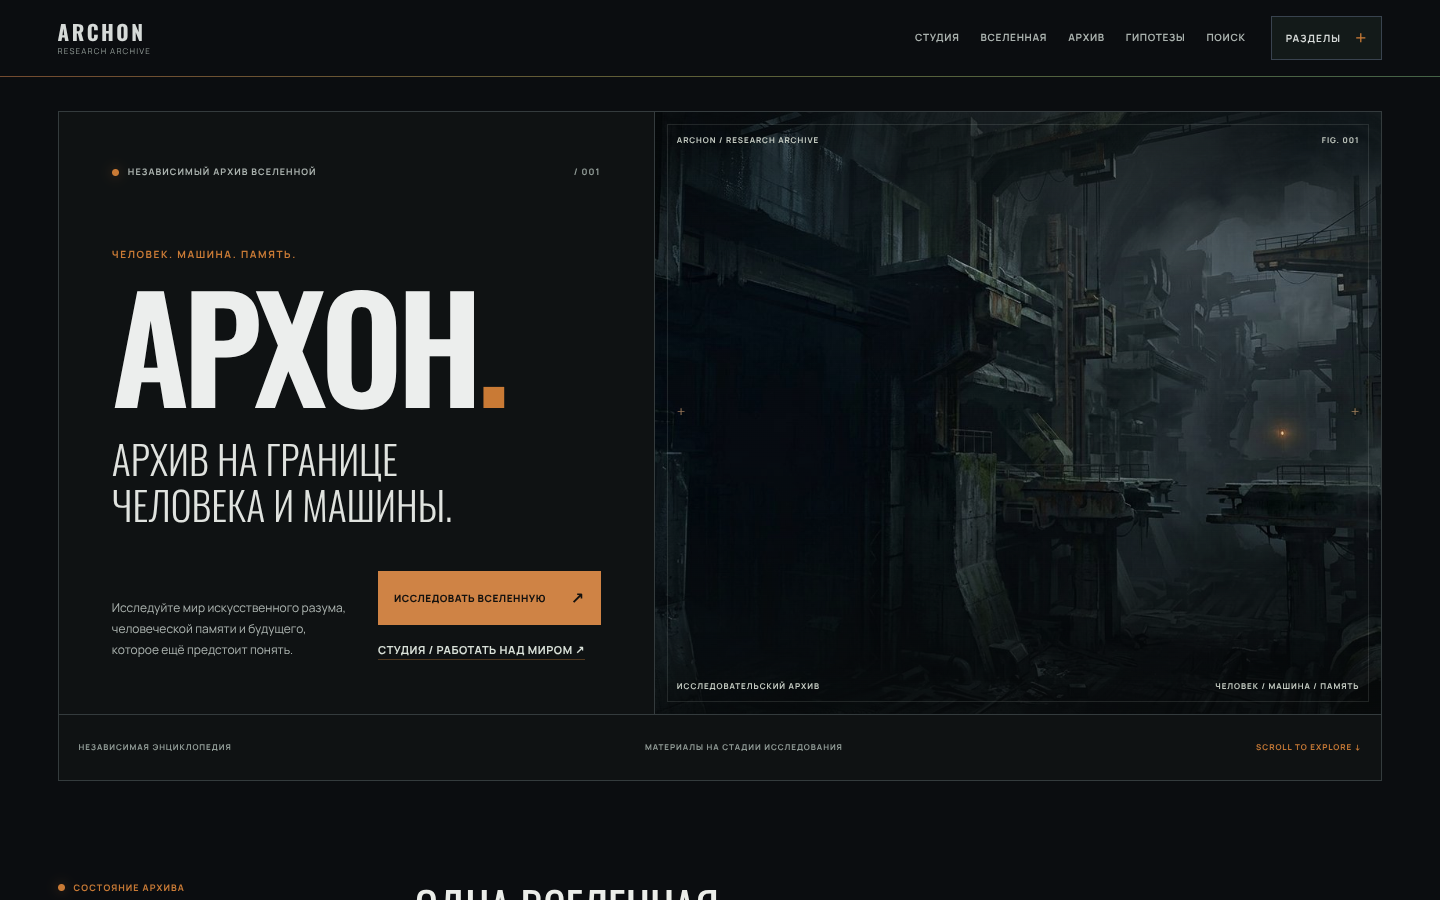 ARCHON
RESEARCH ARCHIVE
СТУДИЯ
ВСЕЛЕННАЯ
АРХИВ
ГИПОТЕЗЫ
ПОИСК
РАЗДЕЛЫ +
НЕЗАВИСИМЫЙ АРХИВ ВСЕЛЕННОЙ
/ 001
ЧЕЛОВЕК. МАШИНА. ПАМЯТЬ.
АРХОН.
АРХИВ НА ГРАНИЦЕ
ЧЕЛОВЕКА И МАШИНЫ.
Исследуйте мир искусственного разума,
человеческой памяти и будущего,
которое ещё предстоит понять.
ИССЛЕДОВАТЬ ВСЕЛЕННУЮ ↗
СТУДИЯ / РАБОТАТЬ НАД МИРОМ ↗
ARCHON / RESEARCH ARCHIVE
FIG. 001
ИССЛЕДОВАТЕЛЬСКИЙ АРХИВ
ЧЕЛОВЕК / МАШИНА / ПАМЯТЬ
НЕЗАВИСИМАЯ ЭНЦИКЛОПЕДИЯ
МАТЕРИАЛЫ НА СТАДИИ ИССЛЕДОВАНИЯ
SCROLL TO EXPLORE ↓
СОСТОЯНИЕ АРХИВА
ОДНА ВСЕЛЕННАЯ